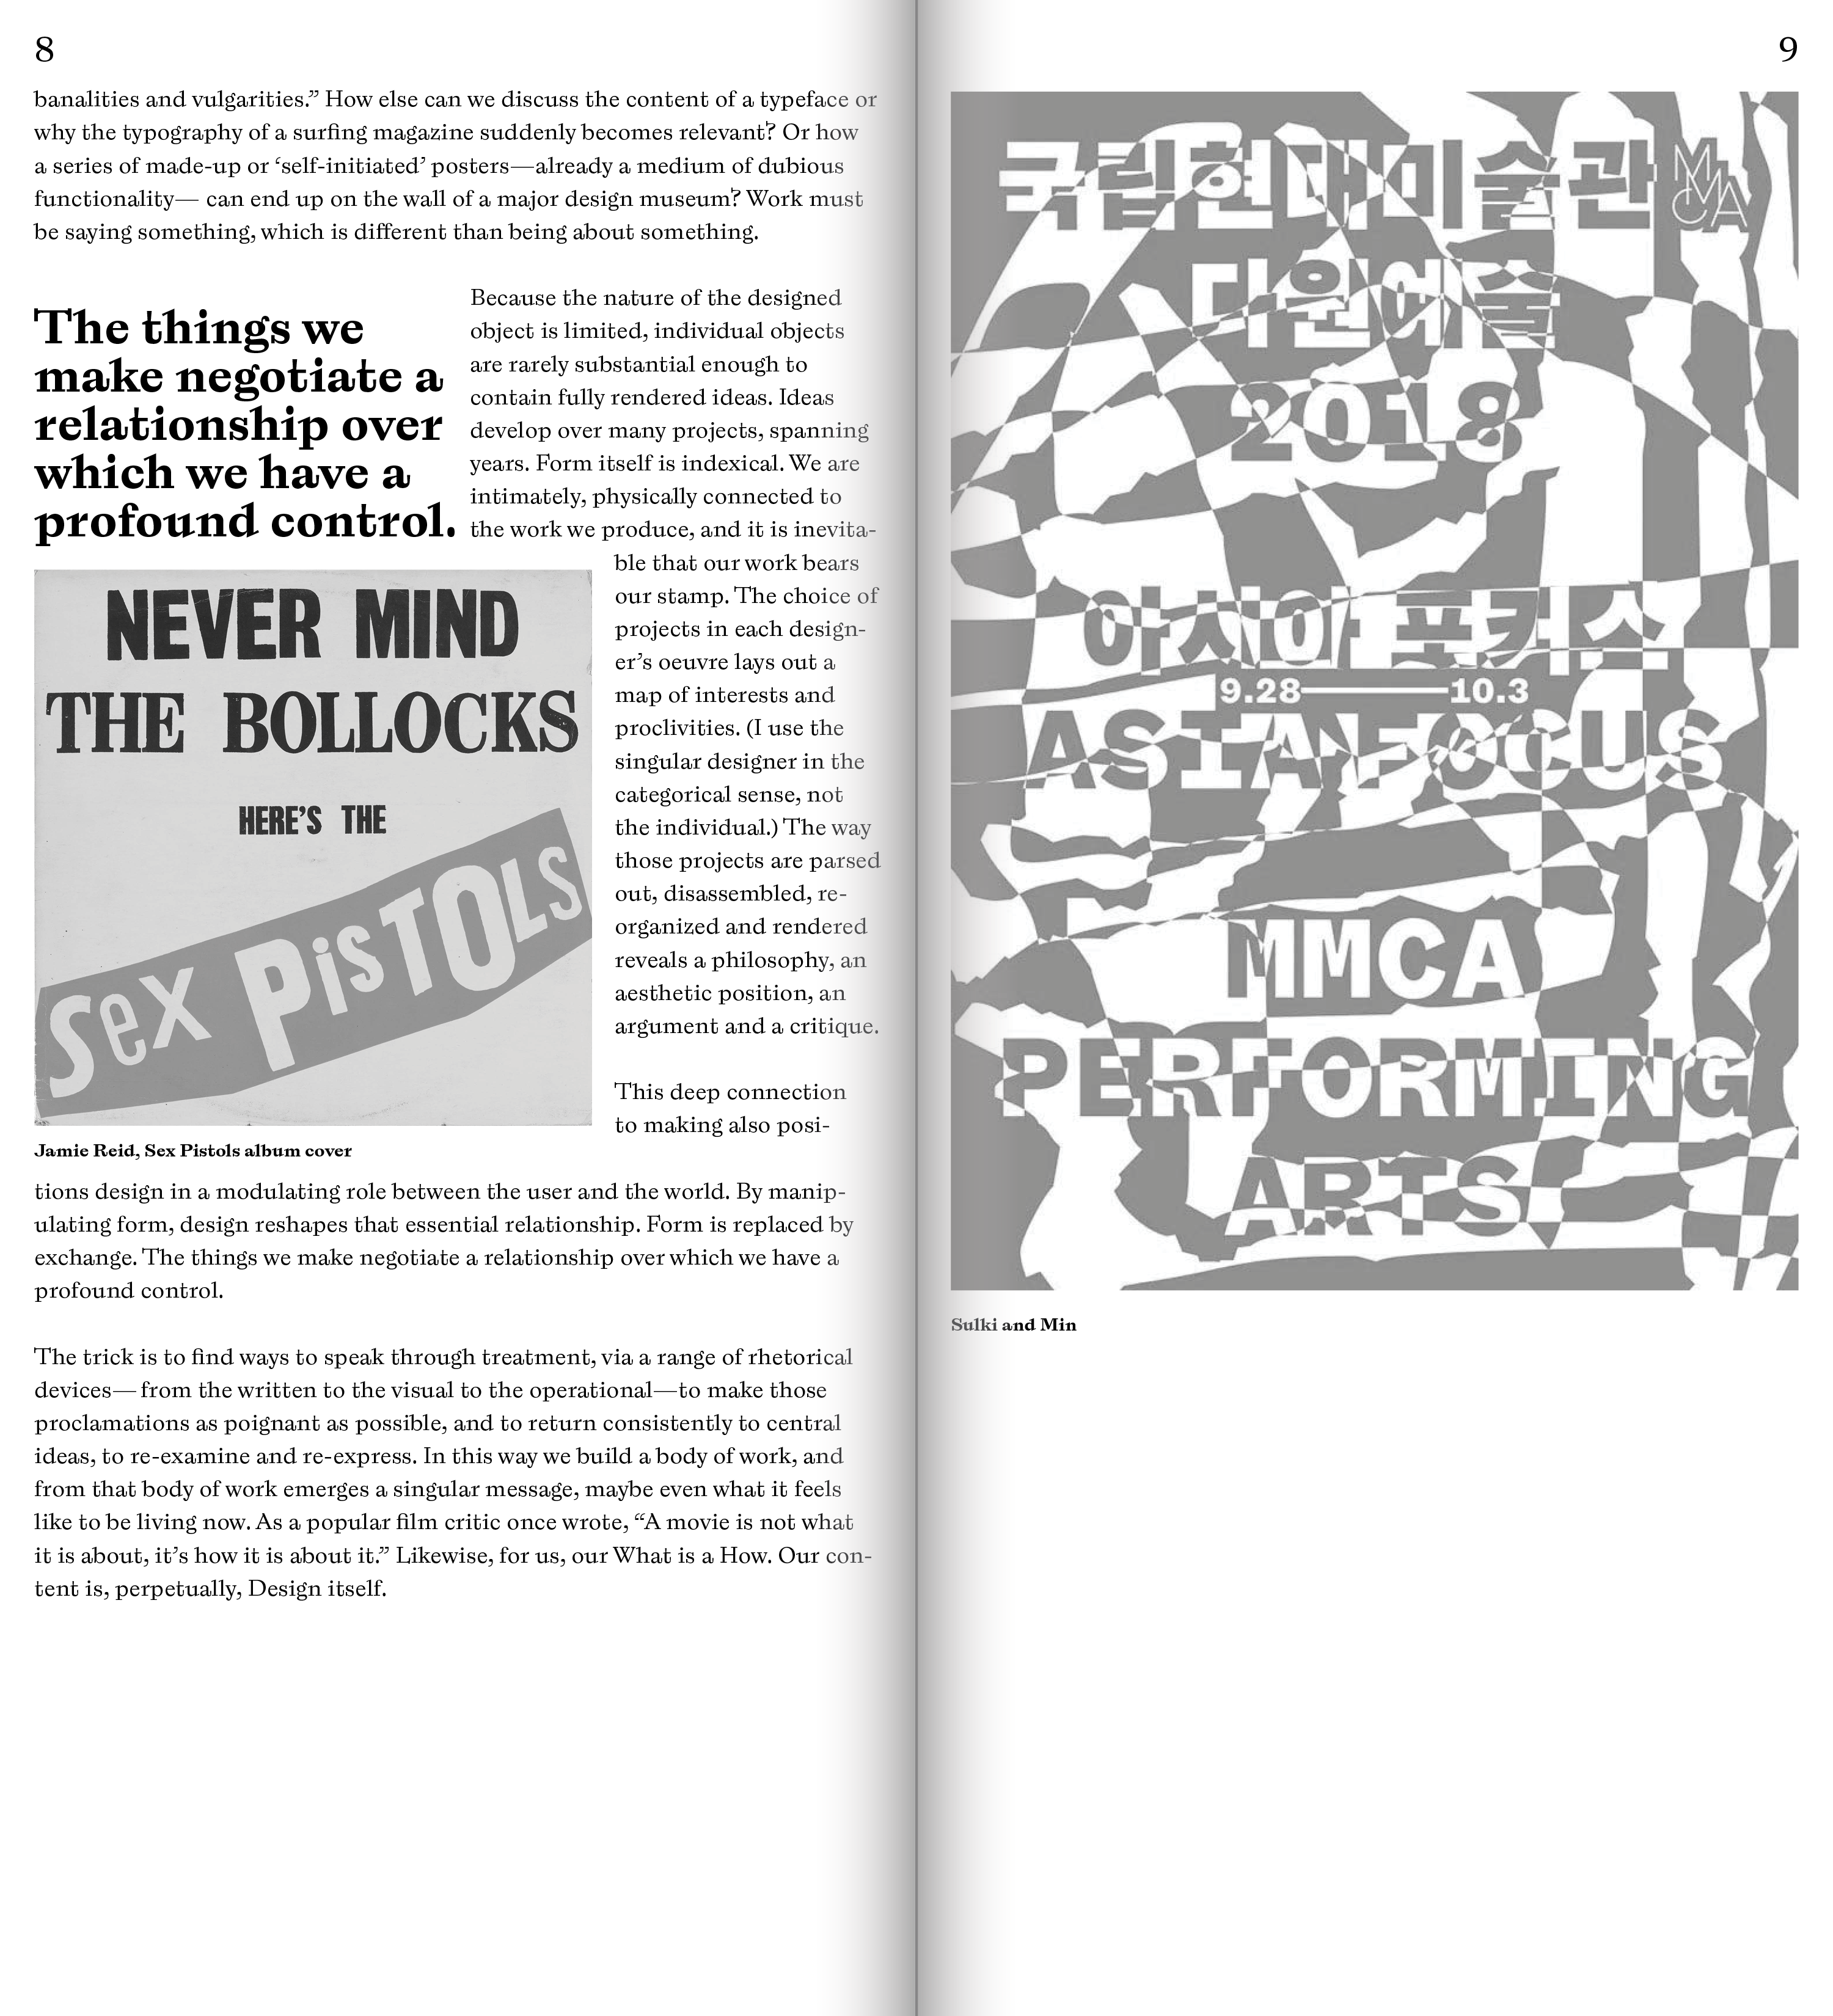 8
banalities and vulgarities.” How else can we discuss the content of a typeface or
why the typography of a surfing magazine suddenly becomes relevant? Or how
a series of made-up or ‘self-initiated’ posters—already a medium of dubious
functionality— can end up on the wall of a major design museum? Work must
be saying something, which is different than being about something.
The things we
make negotiate a
relationship over
which we have a
profound control.
Because the nature of the designed
object is limited, individual objects
are rarely substantial enough to
contain fully rendered ideas. Ideas
develop over many projects, spanning
years. Form itself is indexical. We are
intimately, physically connected to
the work we produce, and it is inevita-
ble that our work bears
our stamp. The choice of
projects in each design-
er’s oeuvre lays out a
map of interests and
proclivities. (I use the
singular designer in the
categorical sense, not
the individual.) The way
those projects are parsed
out, disassembled, re-
organized and rendered
reveals a philosophy, an
aesthetic position, an
argument and a critique.
This deep connection
to making also posi-
NEVER MIND
THE BOLLOCKS
HERE’S THE
Sex PisTOLS
Jamie Reid, Sex Pistols album cover
tions design in a modulating role between the user and the world. By manip-
ulating form, design reshapes that essential relationship. Form is replaced by
exchange. The things we make negotiate a relationship over which we have a
profound control.
The trick is to find ways to speak through treatment, via a range of rhetorical
devices— from the written to the visual to the operational—to make those
proclamations as poignant as possible, and to return consistently to central
ideas, to re-examine and re-express. In this way we build a body of work, and
from that body of work emerges a singular message, maybe even what it feels
like to be living now. As a popular film critic once wrote, “A movie is not what
it is about, it’s how it is about it.” Likewise, for us, our What is a How. Our con-
tent is, perpetually, Design itself.
9
국립현대미술관 MMCA
다원예술
2018
아시아 포커스
9.28—10.3
ASIA FOCUS
MMCA
PERFORMING
ARTS
Sulki and Min